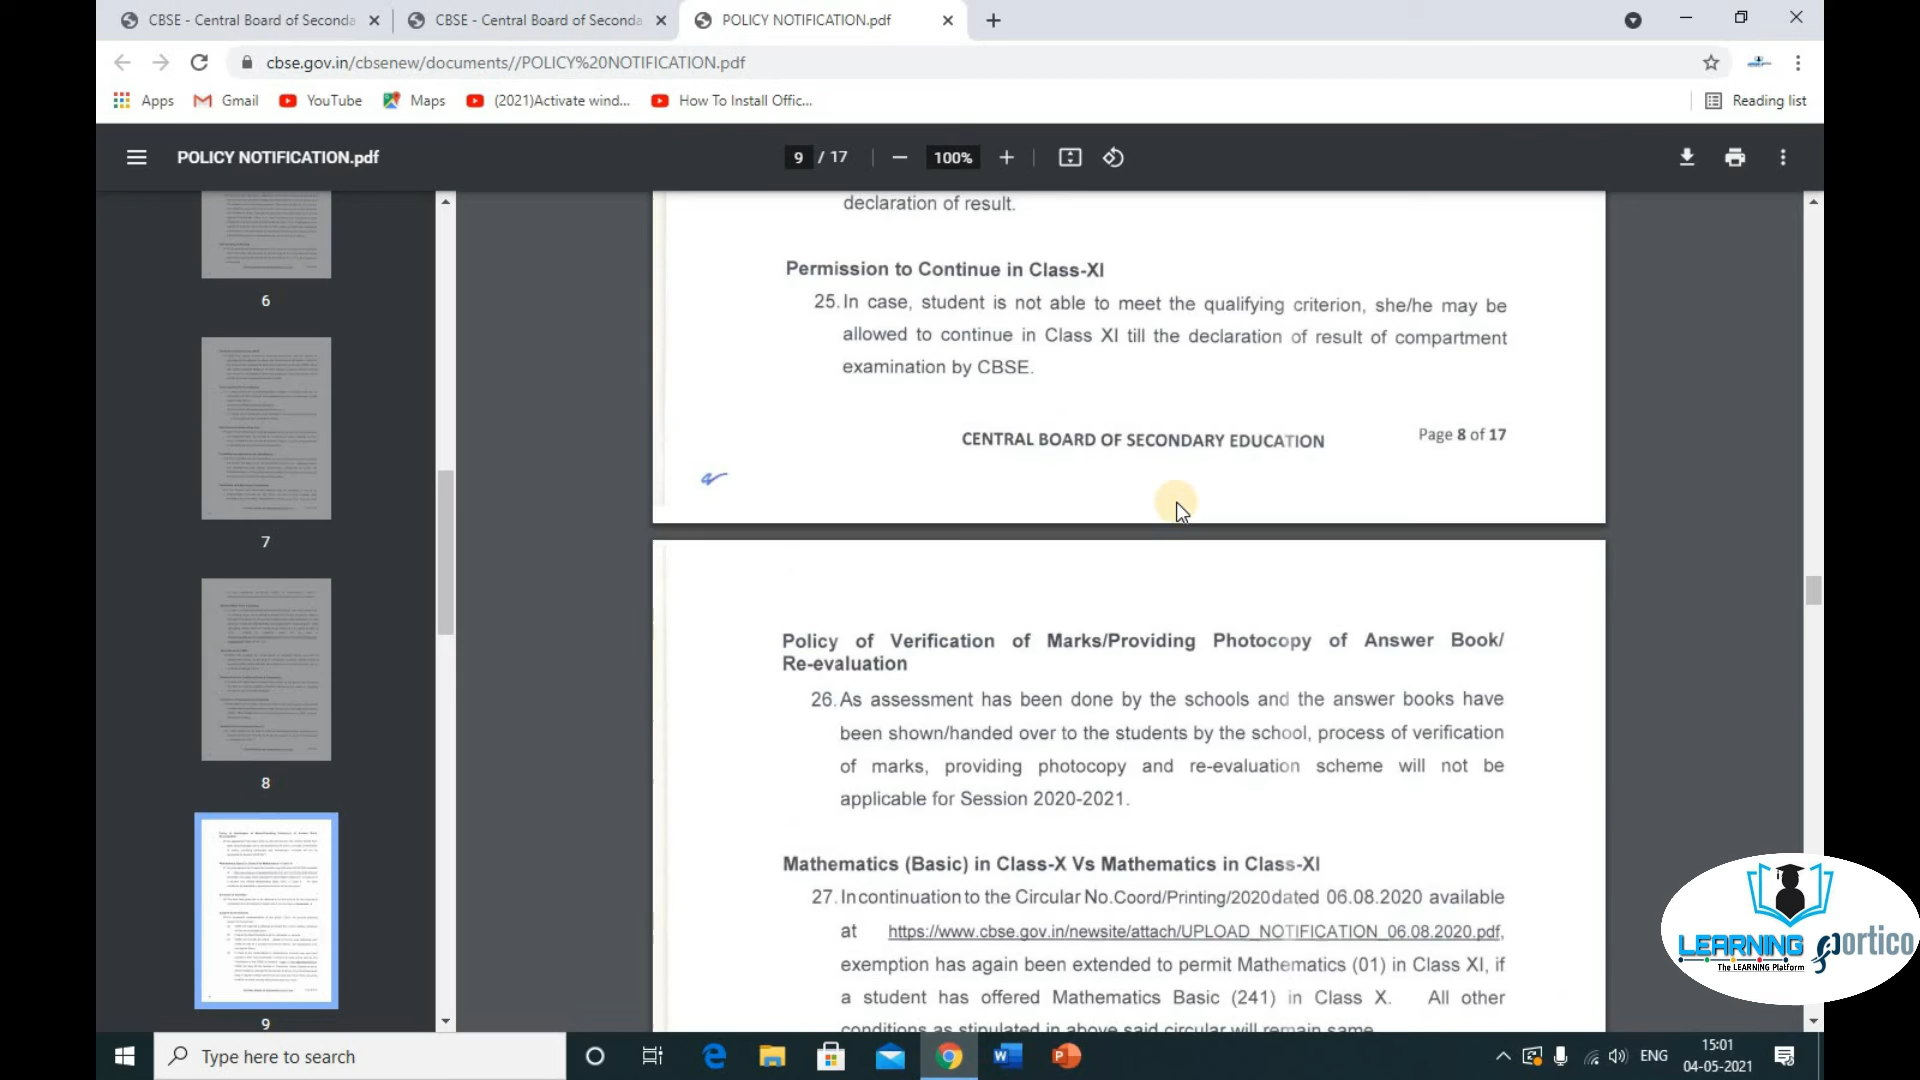 CBSE - Central Board of Seconda
CBSE - Central Board of Seconda
POLICY NOTIFICATION.pdf
cbse.gov.in/cbsenew/documents//POLICY%20NOTIFICATION.pdf
Apps
Gmail
YouTube
Maps
(2021)Activate wind...
How To Install Offic...
Reading list
POLICY NOTIFICATION.pdf
9 / 17
100%
6
7
8
9
declaration of result.
Permission to Continue in Class-XI
25. In case, student is not able to meet the qualifying criterion, she/he may be
allowed to continue in Class XI till the declaration of result of compartment
examination by CBSE.
CENTRAL BOARD OF SECONDARY EDUCATION
Page 8 of 17
Policy of Verification of Marks/Providing Photocopy of Answer Book/
Re-evaluation
26. As assessment has been done by the schools and the answer books have
been shown/handed over to the students by the school, process of verification
of marks, providing photocopy and re-evaluation scheme will not be
applicable for Session 2020-2021.
Mathematics (Basic) in Class-X Vs Mathematics in Class-XI
27. In continuation to the Circular No.Coord/Printing/2020 dated 06.08.2020 available
at https://www.cbse.gov.in/newsite/attach/UPLOAD_NOTIFICATION_06.08.2020.pdf,
exemption has again been extended to permit Mathematics (01) in Class XI, if
a student has offered Mathematics Basic (241) in Class X. All other
conditions as stipulated in above said circular will remain same.
LEARNING portico
The LEARNING Platform
Type here to search
ENG
15:01
04-05-2021